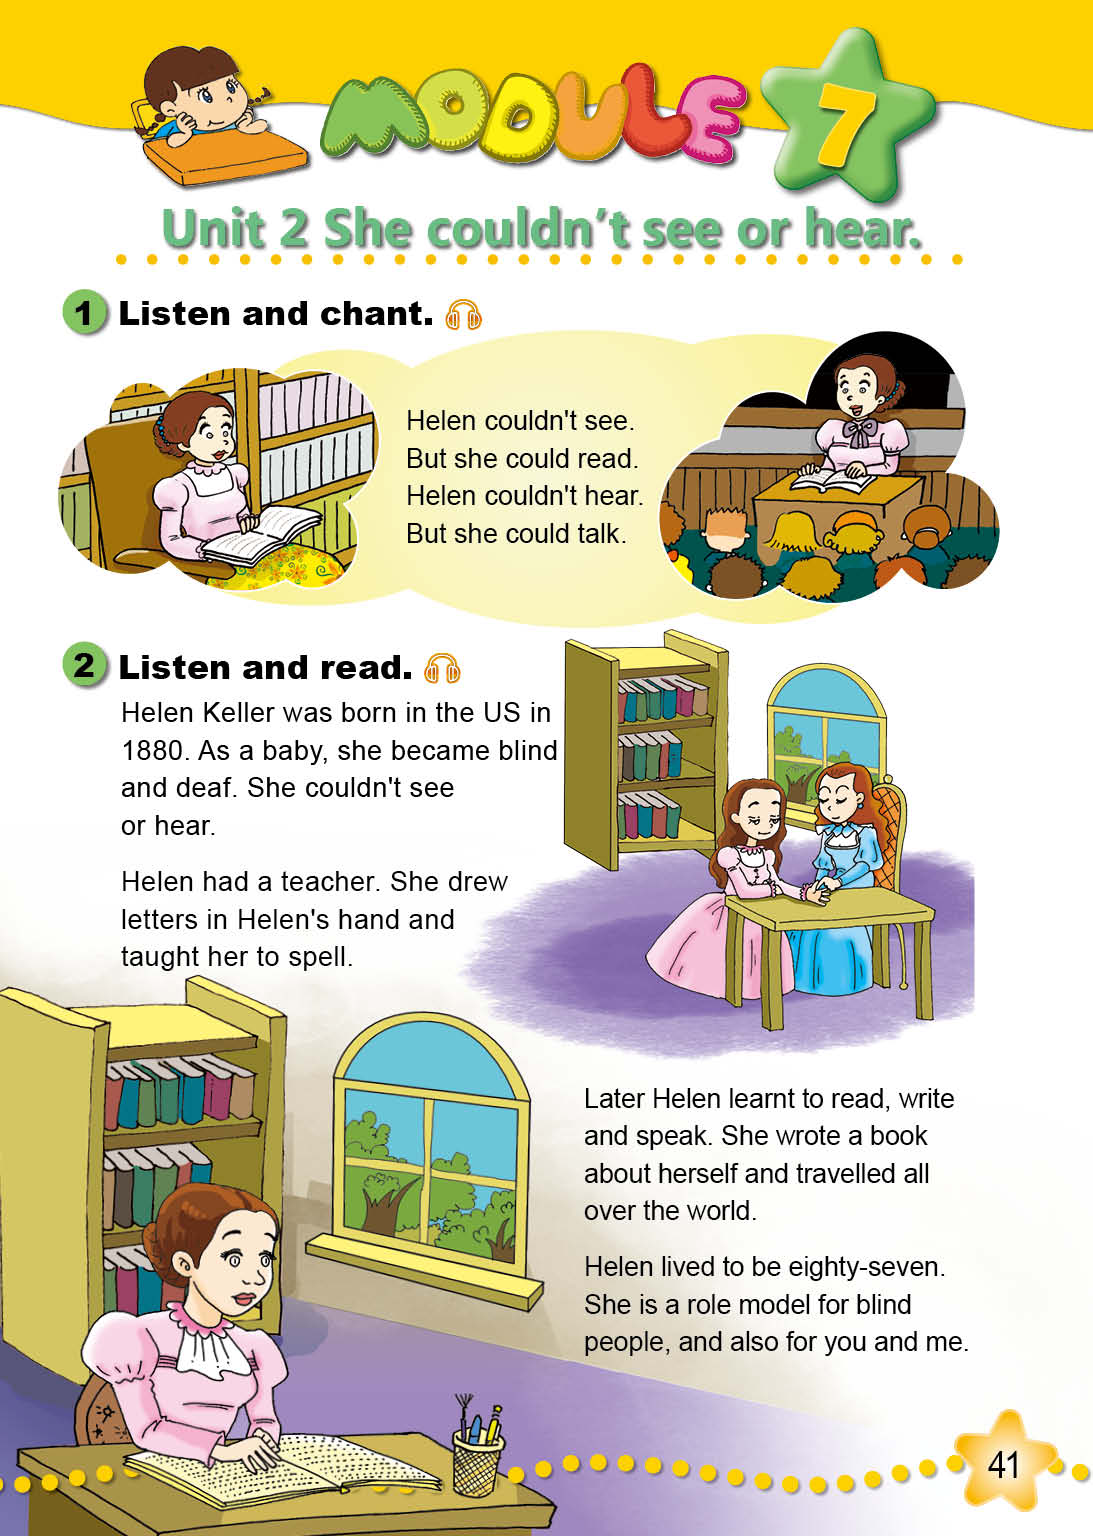 MODULE 7
Unit 2 She couldn't see or hear.
1 Listen and chant.
Helen couldn't see.
But she could read.
Helen couldn't hear.
But she could talk.
2 Listen and read.
Helen Keller was born in the US in
1880. As a baby, she became blind
and deaf. She couldn't see
or hear.
Helen had a teacher. She drew
letters in Helen's hand and
taught her to spell.
Later Helen learnt to read, write
and speak. She wrote a book
about herself and travelled all
over the world.
Helen lived to be eighty-seven.
She is a role model for blind
people, and also for you and me.
41